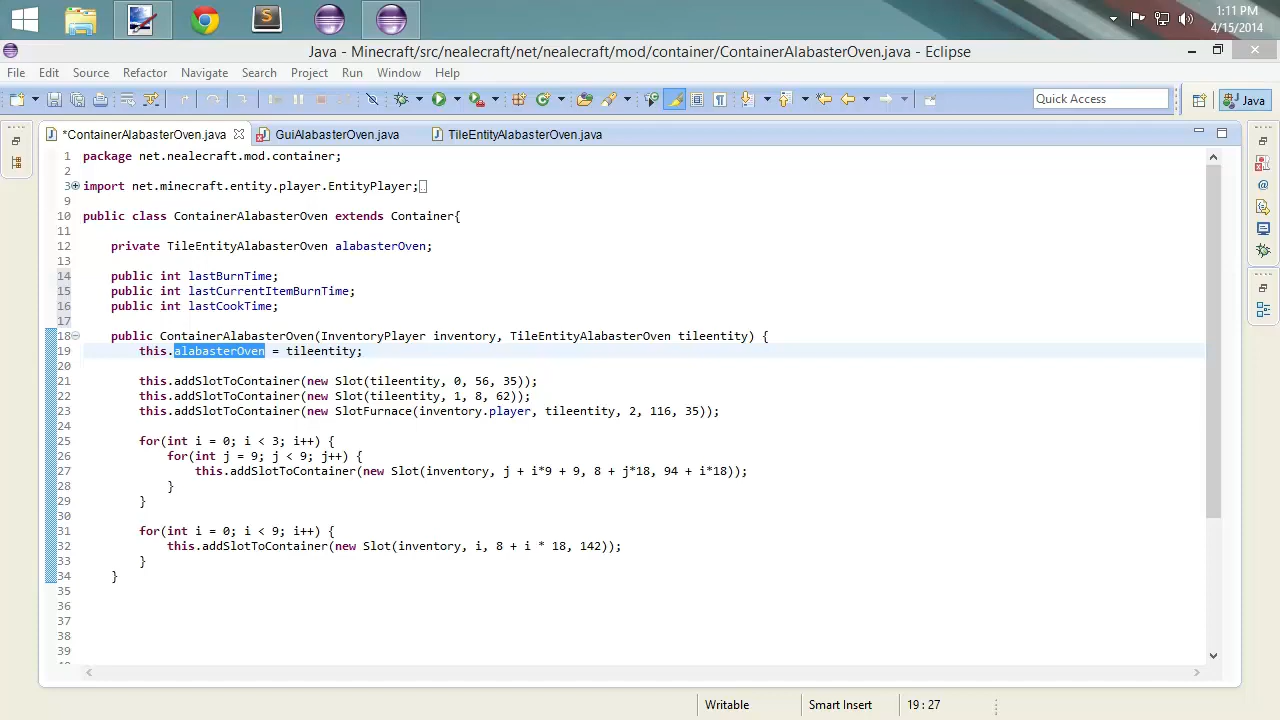 1:11 PM
4/15/2014
Java - Minecraft/src/nealecraft/net/nealecraft/mod/container/ContainerAlabasterOven.java - Eclipse
File Edit Source Refactor Navigate Search Project Run Window Help
Quick Access
Java
*ContainerAlabasterOven.java GuiAlabasterOven.java TileEntityAlabasterOven.java
1 package net.nealecraft.mod.container;
2
3 import net.minecraft.entity.player.EntityPlayer;
9
10 public class ContainerAlabasterOven extends Container{
11
12 private TileEntityAlabasterOven alabasterOven;
13
14 public int lastBurnTime;
15 public int lastCurrentItemBurnTime;
16 public int lastCookTime;
17
18 public ContainerAlabasterOven(InventoryPlayer inventory, TileEntityAlabasterOven tileentity) {
19 this.alabasterOven = tileentity;
20
21 this.addSlotToContainer(new Slot(tileentity, 0, 56, 35));
22 this.addSlotToContainer(new Slot(tileentity, 1, 8, 62));
23 this.addSlotToContainer(new SlotFurnace(inventory.player, tileentity, 2, 116, 35));
24
25 for(int i = 0; i < 3; i++) {
26 for(int j = 9; j < 9; j++) {
27 this.addSlotToContainer(new Slot(inventory, j + i*9 + 9, 8 + j*18, 94 + i*18));
28 }
29 }
30
31 for(int i = 0; i < 9; i++) {
32 this.addSlotToContainer(new Slot(inventory, i, 8 + i * 18, 142));
33 }
34 }
35
36
37
38
39
Writable Smart Insert 19 : 27